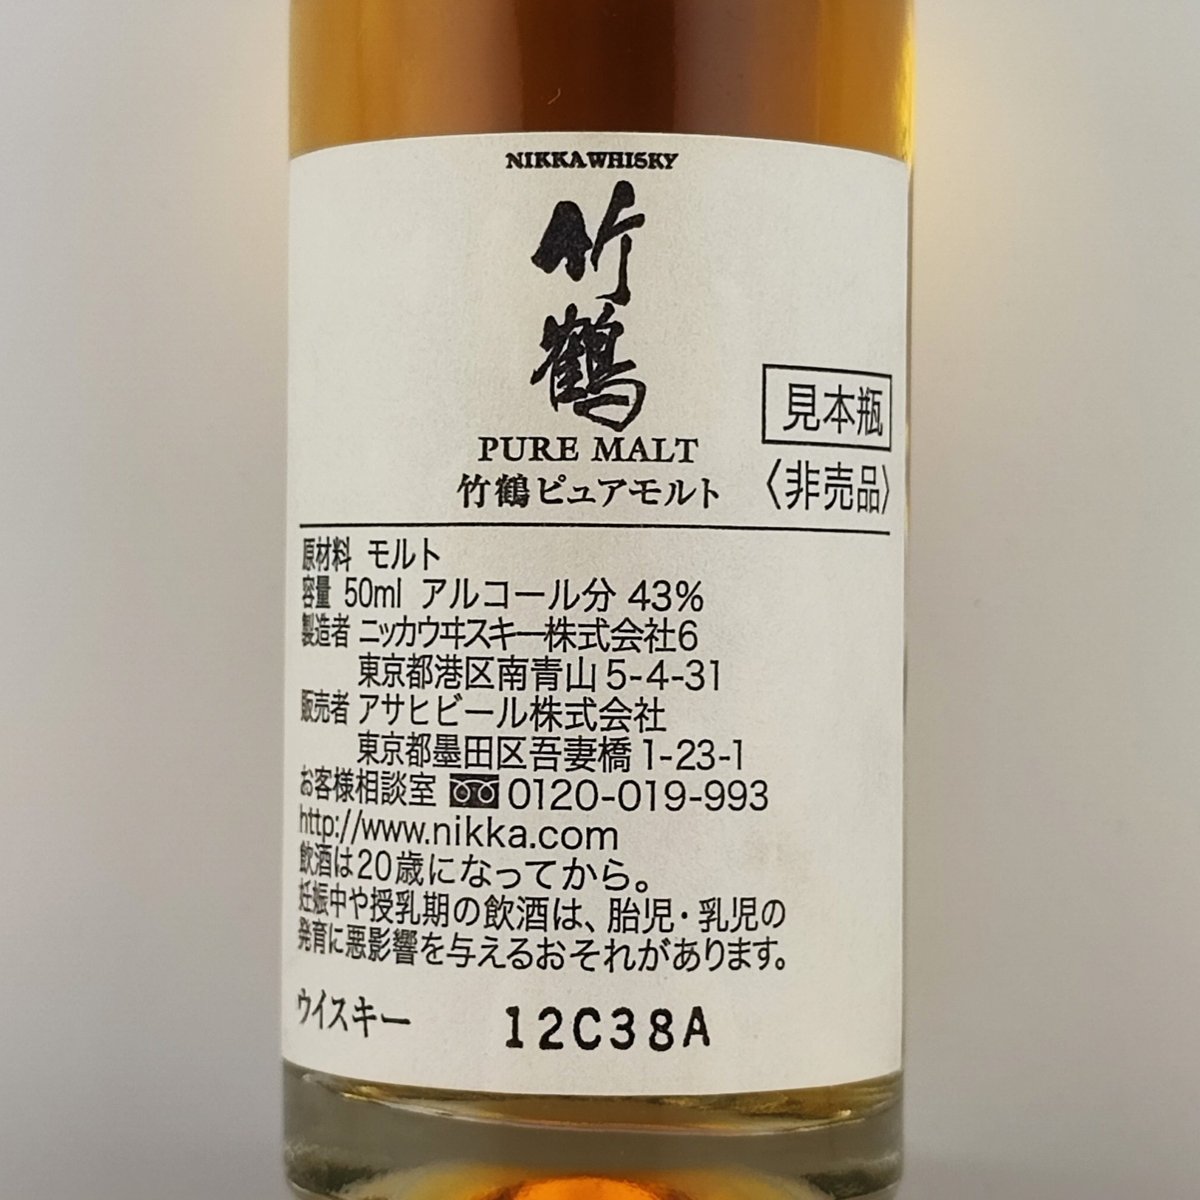 NIKKA WHISKY
竹鶴
PURE MALT
竹鶴ピュアモルト
見本瓶
〈非売品〉
原材料 モルト
容量 50ml アルコール分 43%
製造者 ニッカウヰスキー株式会社6
東京都港区南青山5-4-31
販売者 アサヒビール株式会社
東京都墨田区吾妻橋1-23-1
お客様相談室 0120-019-993
http://www.nikka.com
飲酒は20歳になってから。
妊娠中や授乳期の飲酒は、胎児・乳児の
発育に悪影響を与えるおそれがあります。
ウイスキー 12C38A